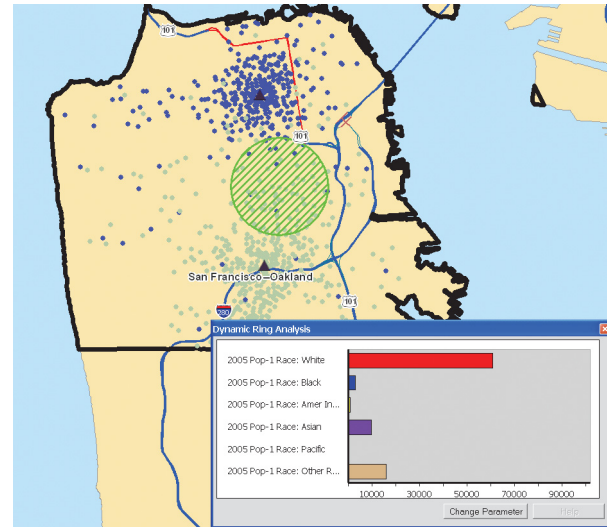 101
101
San Francisco–Oakland
101
280
Dynamic Ring Analysis
2005 Pop-1 Race: White
2005 Pop-1 Race: Black
2005 Pop-1 Race: Amer In...
2005 Pop-1 Race: Asian
2005 Pop-1 Race: Pacific
2005 Pop-1 Race: Other R...
10000 30000 50000 70000 90000
Change Parameter Help